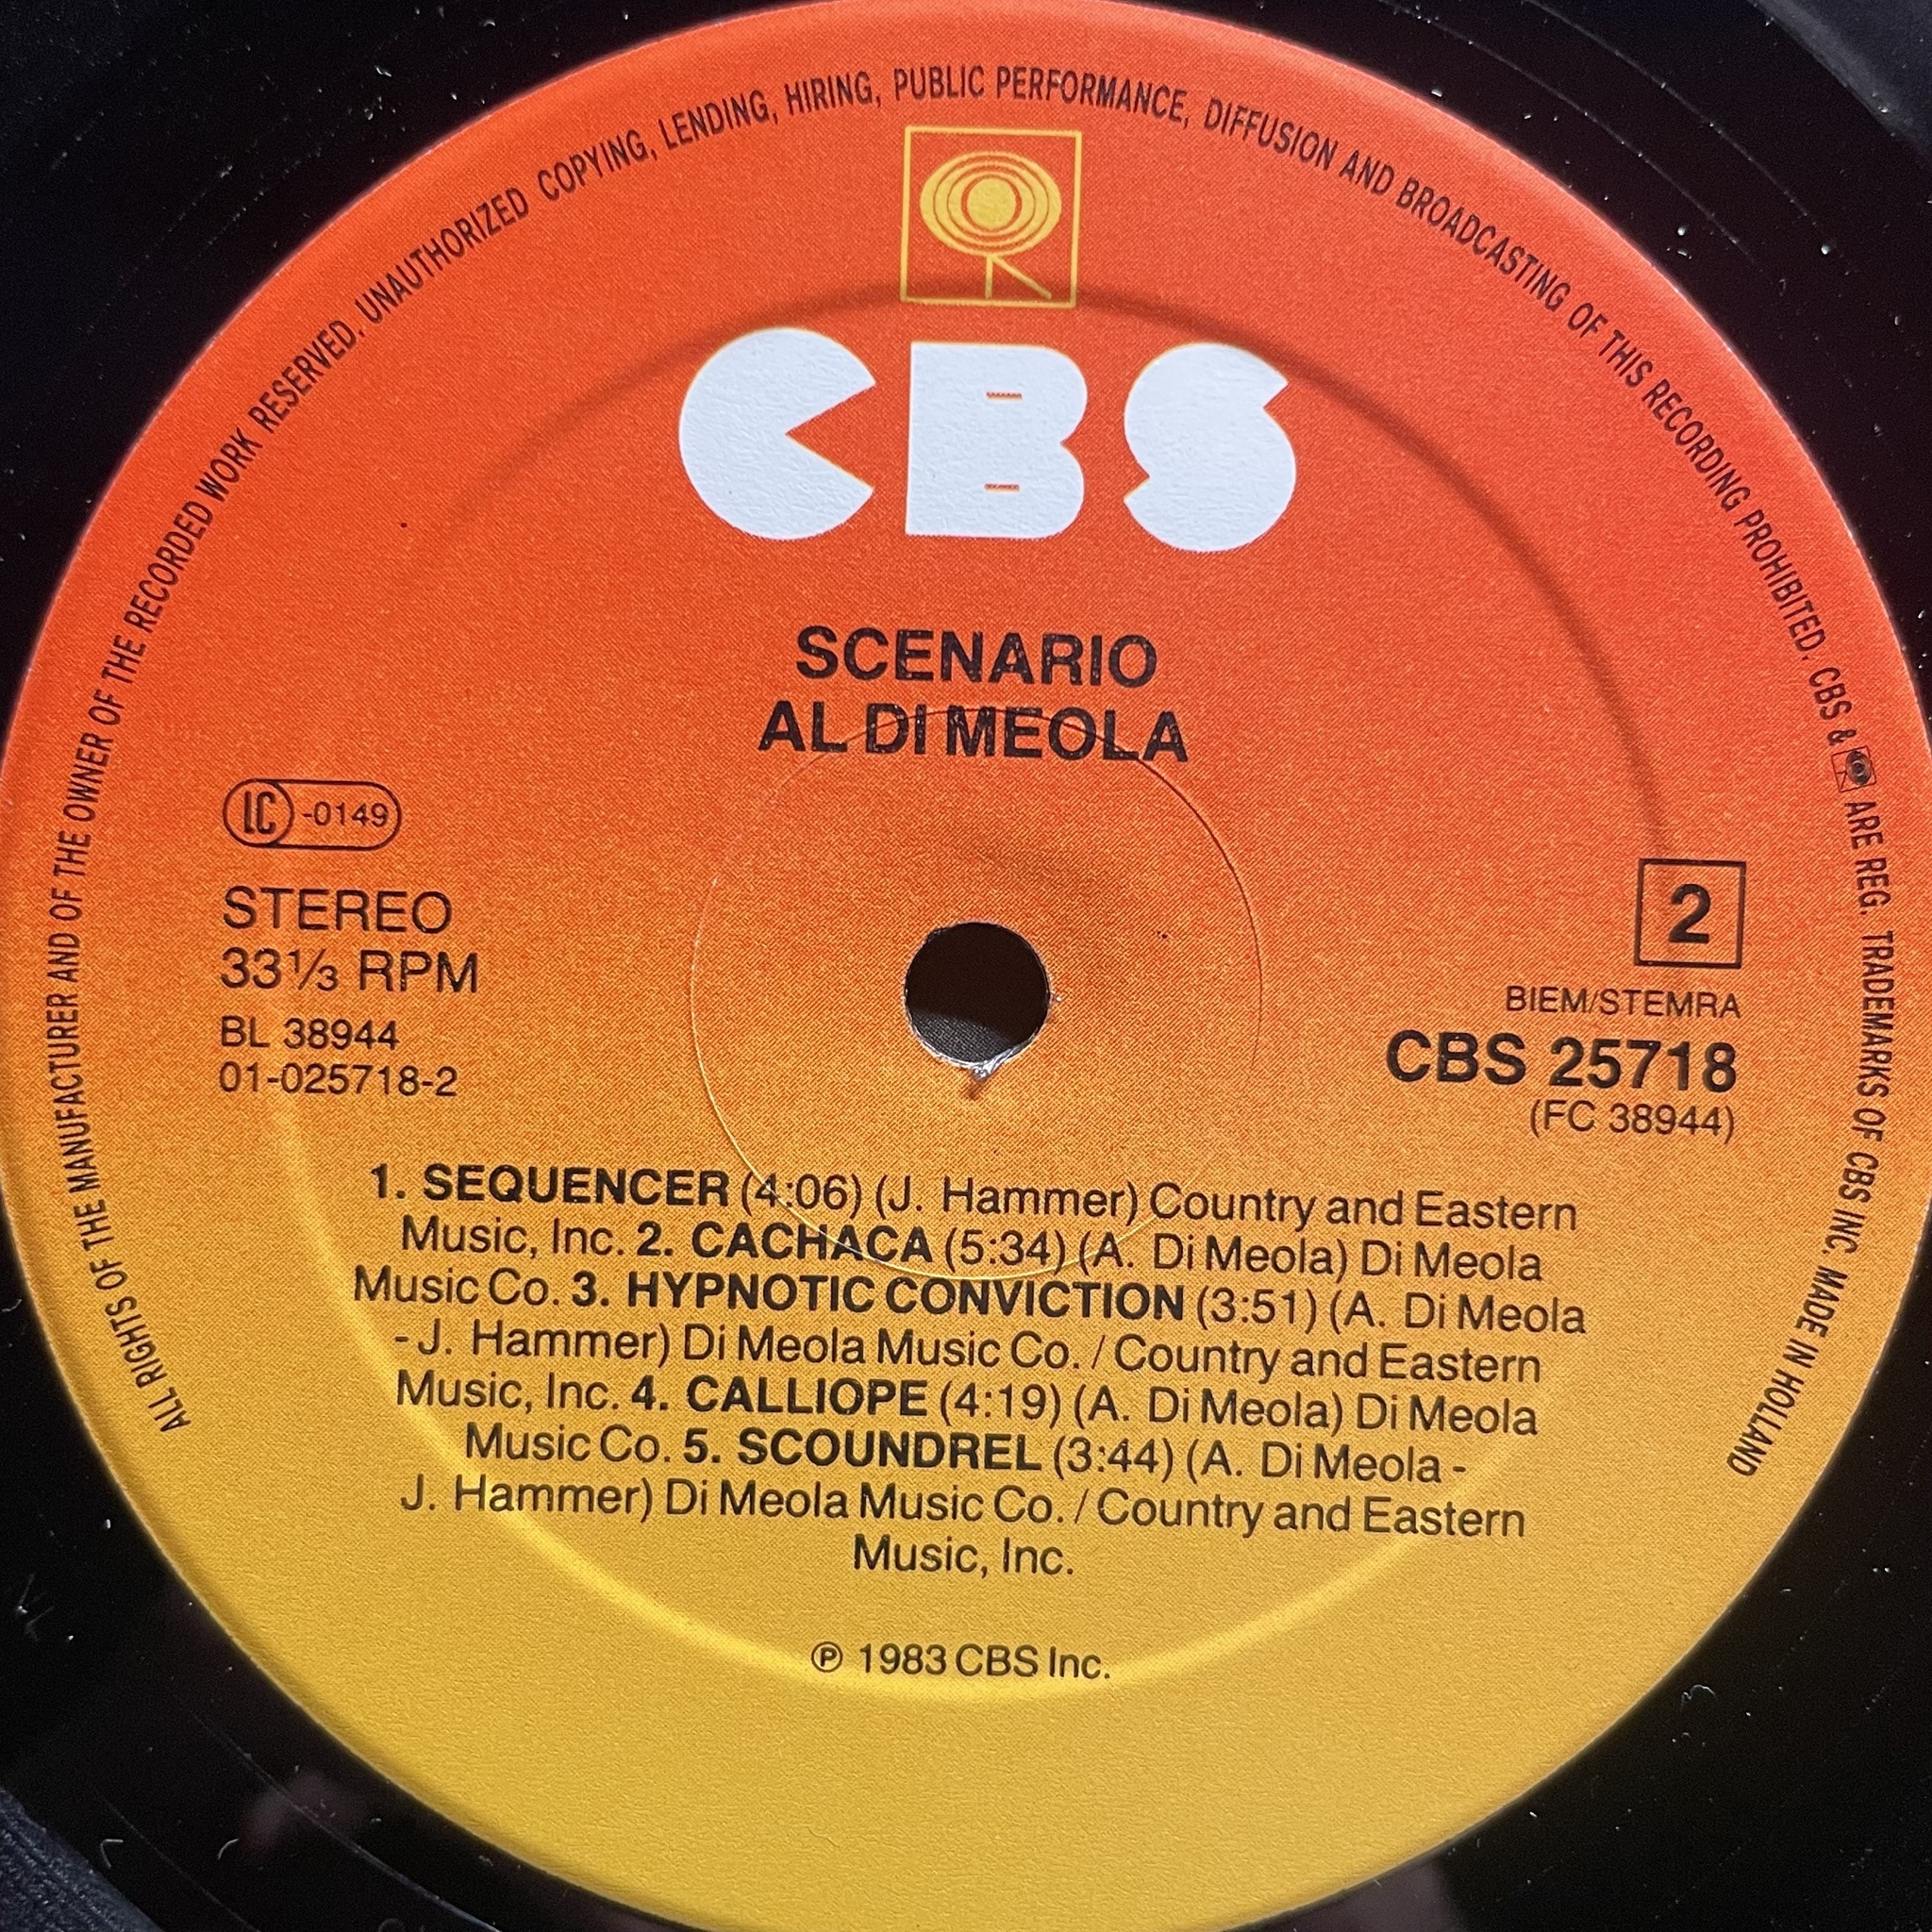 ALL RIGHTS OF THE MANUFACTURER AND OF THE OWNER OF THE RECORDED WORK RESERVED. UNAUTHORIZED COPYING, LENDING, HIRING, PUBLIC PERFORMANCE, DIFFUSION AND BROADCASTING OF THIS RECORDING PROHIBITED. CBS & ARE REG. TRADEMARKS OF CBS INC. MADE IN HOLLAND
CBS
SCENARIO
AL DI MEOLA
LC -0149
STEREO
33⅓ RPM
BL 38944
01-025718-2
2
BIEM/STEMRA
CBS 25718
(FC 38944)
1. SEQUENCER (4:06) (J. Hammer) Country and Eastern
Music, Inc. 2. CACHACA (5:34) (A. Di Meola) Di Meola
Music Co. 3. HYPNOTIC CONVICTION (3:51) (A. Di Meola
- J. Hammer) Di Meola Music Co. / Country and Eastern
Music, Inc. 4. CALLIOPE (4:19) (A. Di Meola) Di Meola
Music Co. 5. SCOUNDREL (3:44) (A. Di Meola -
J. Hammer) Di Meola Music Co. / Country and Eastern
Music, Inc.
℗ 1983 CBS Inc.